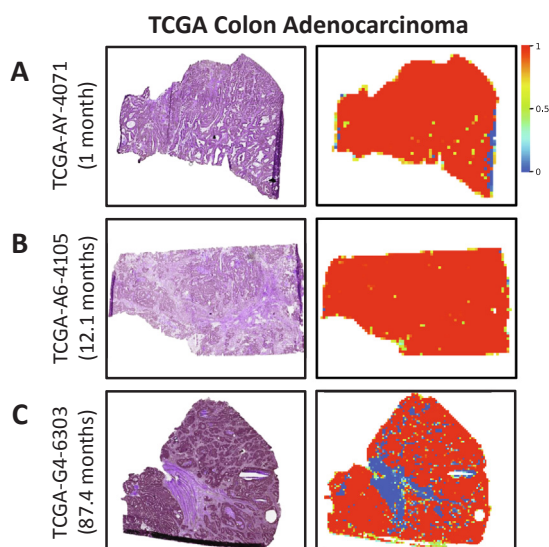 TCGA Colon Adenocarcinoma
A
TCGA-AY-4071
(1 month)
1
0.5
0
B
TCGA-A6-4105
(12.1 months)
C
TCGA-G4-6303
(87.4 months)